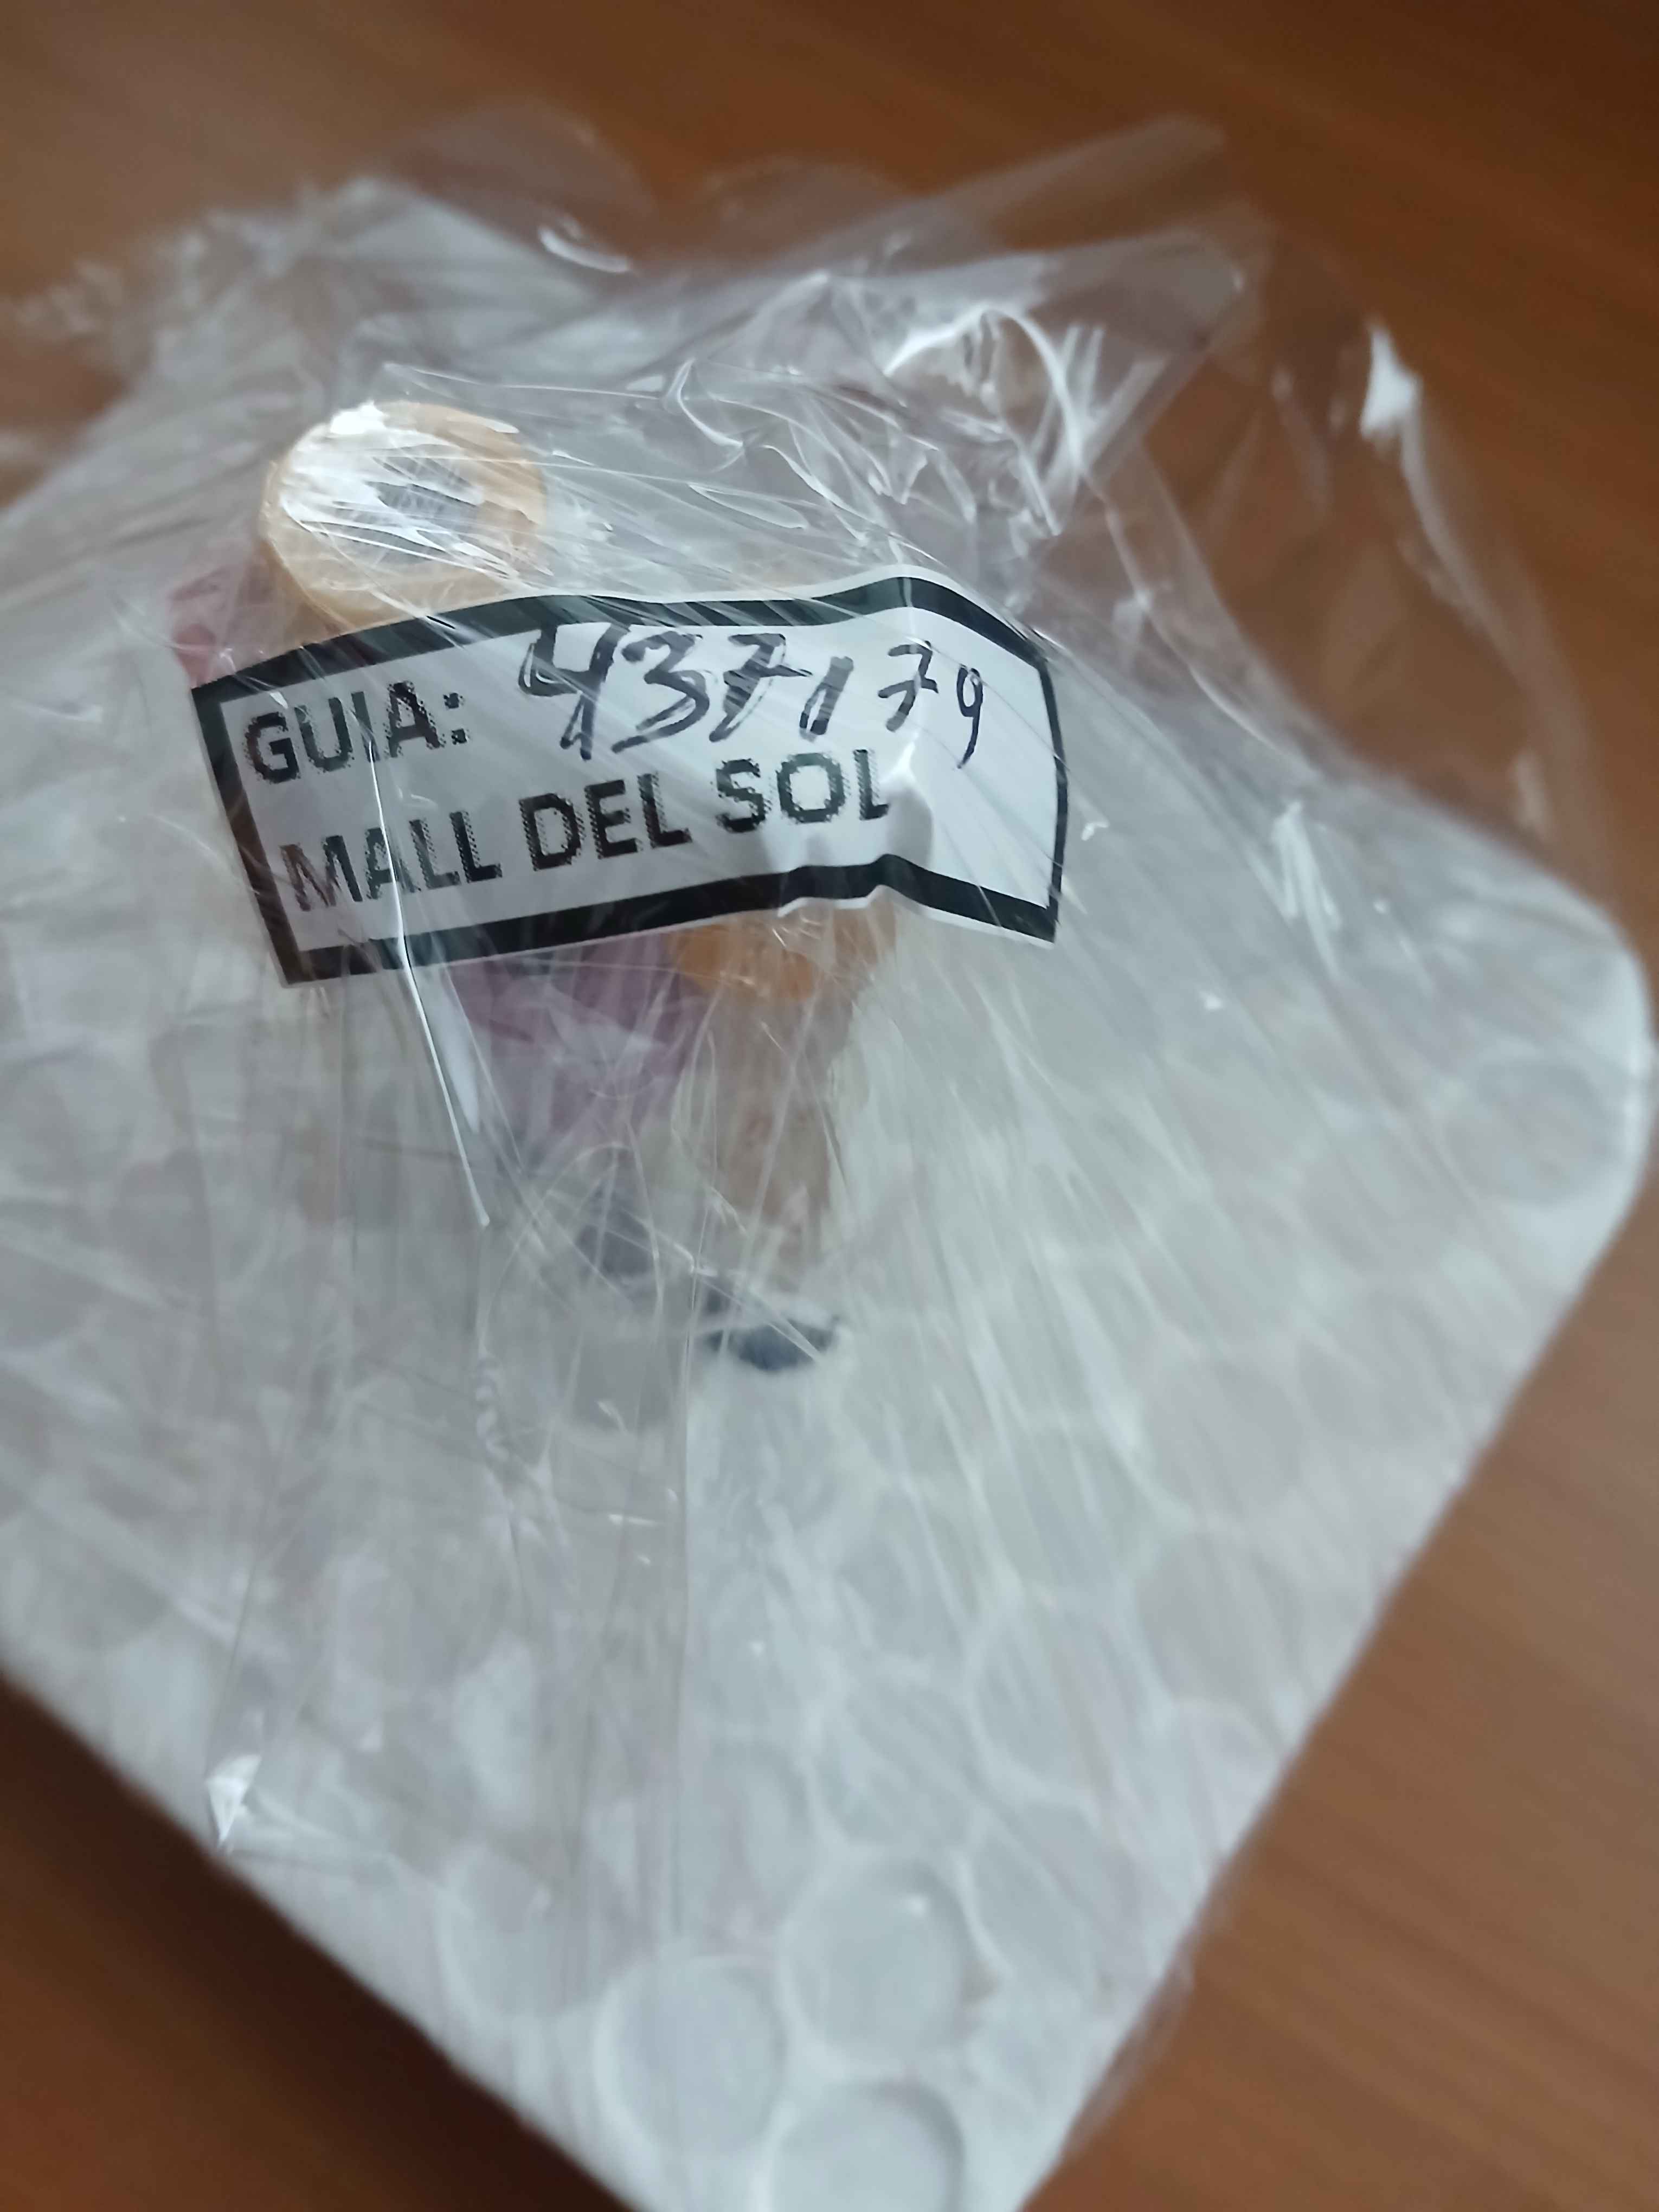 GUIA: 437179
MALL DEL SOL